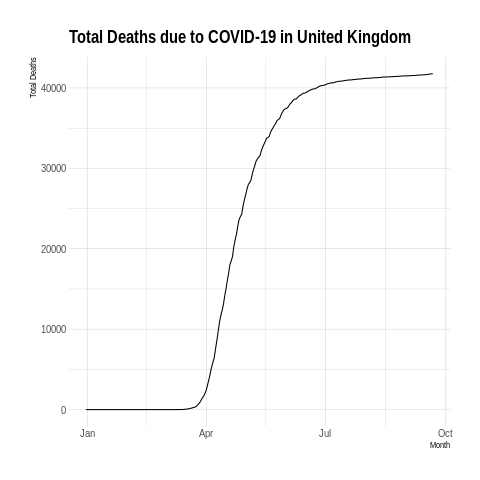 Total Deaths due to COVID-19 in United Kingdom
Total Deaths
40000
30000
20000
10000
0
Jan Apr Jul Oct
Month